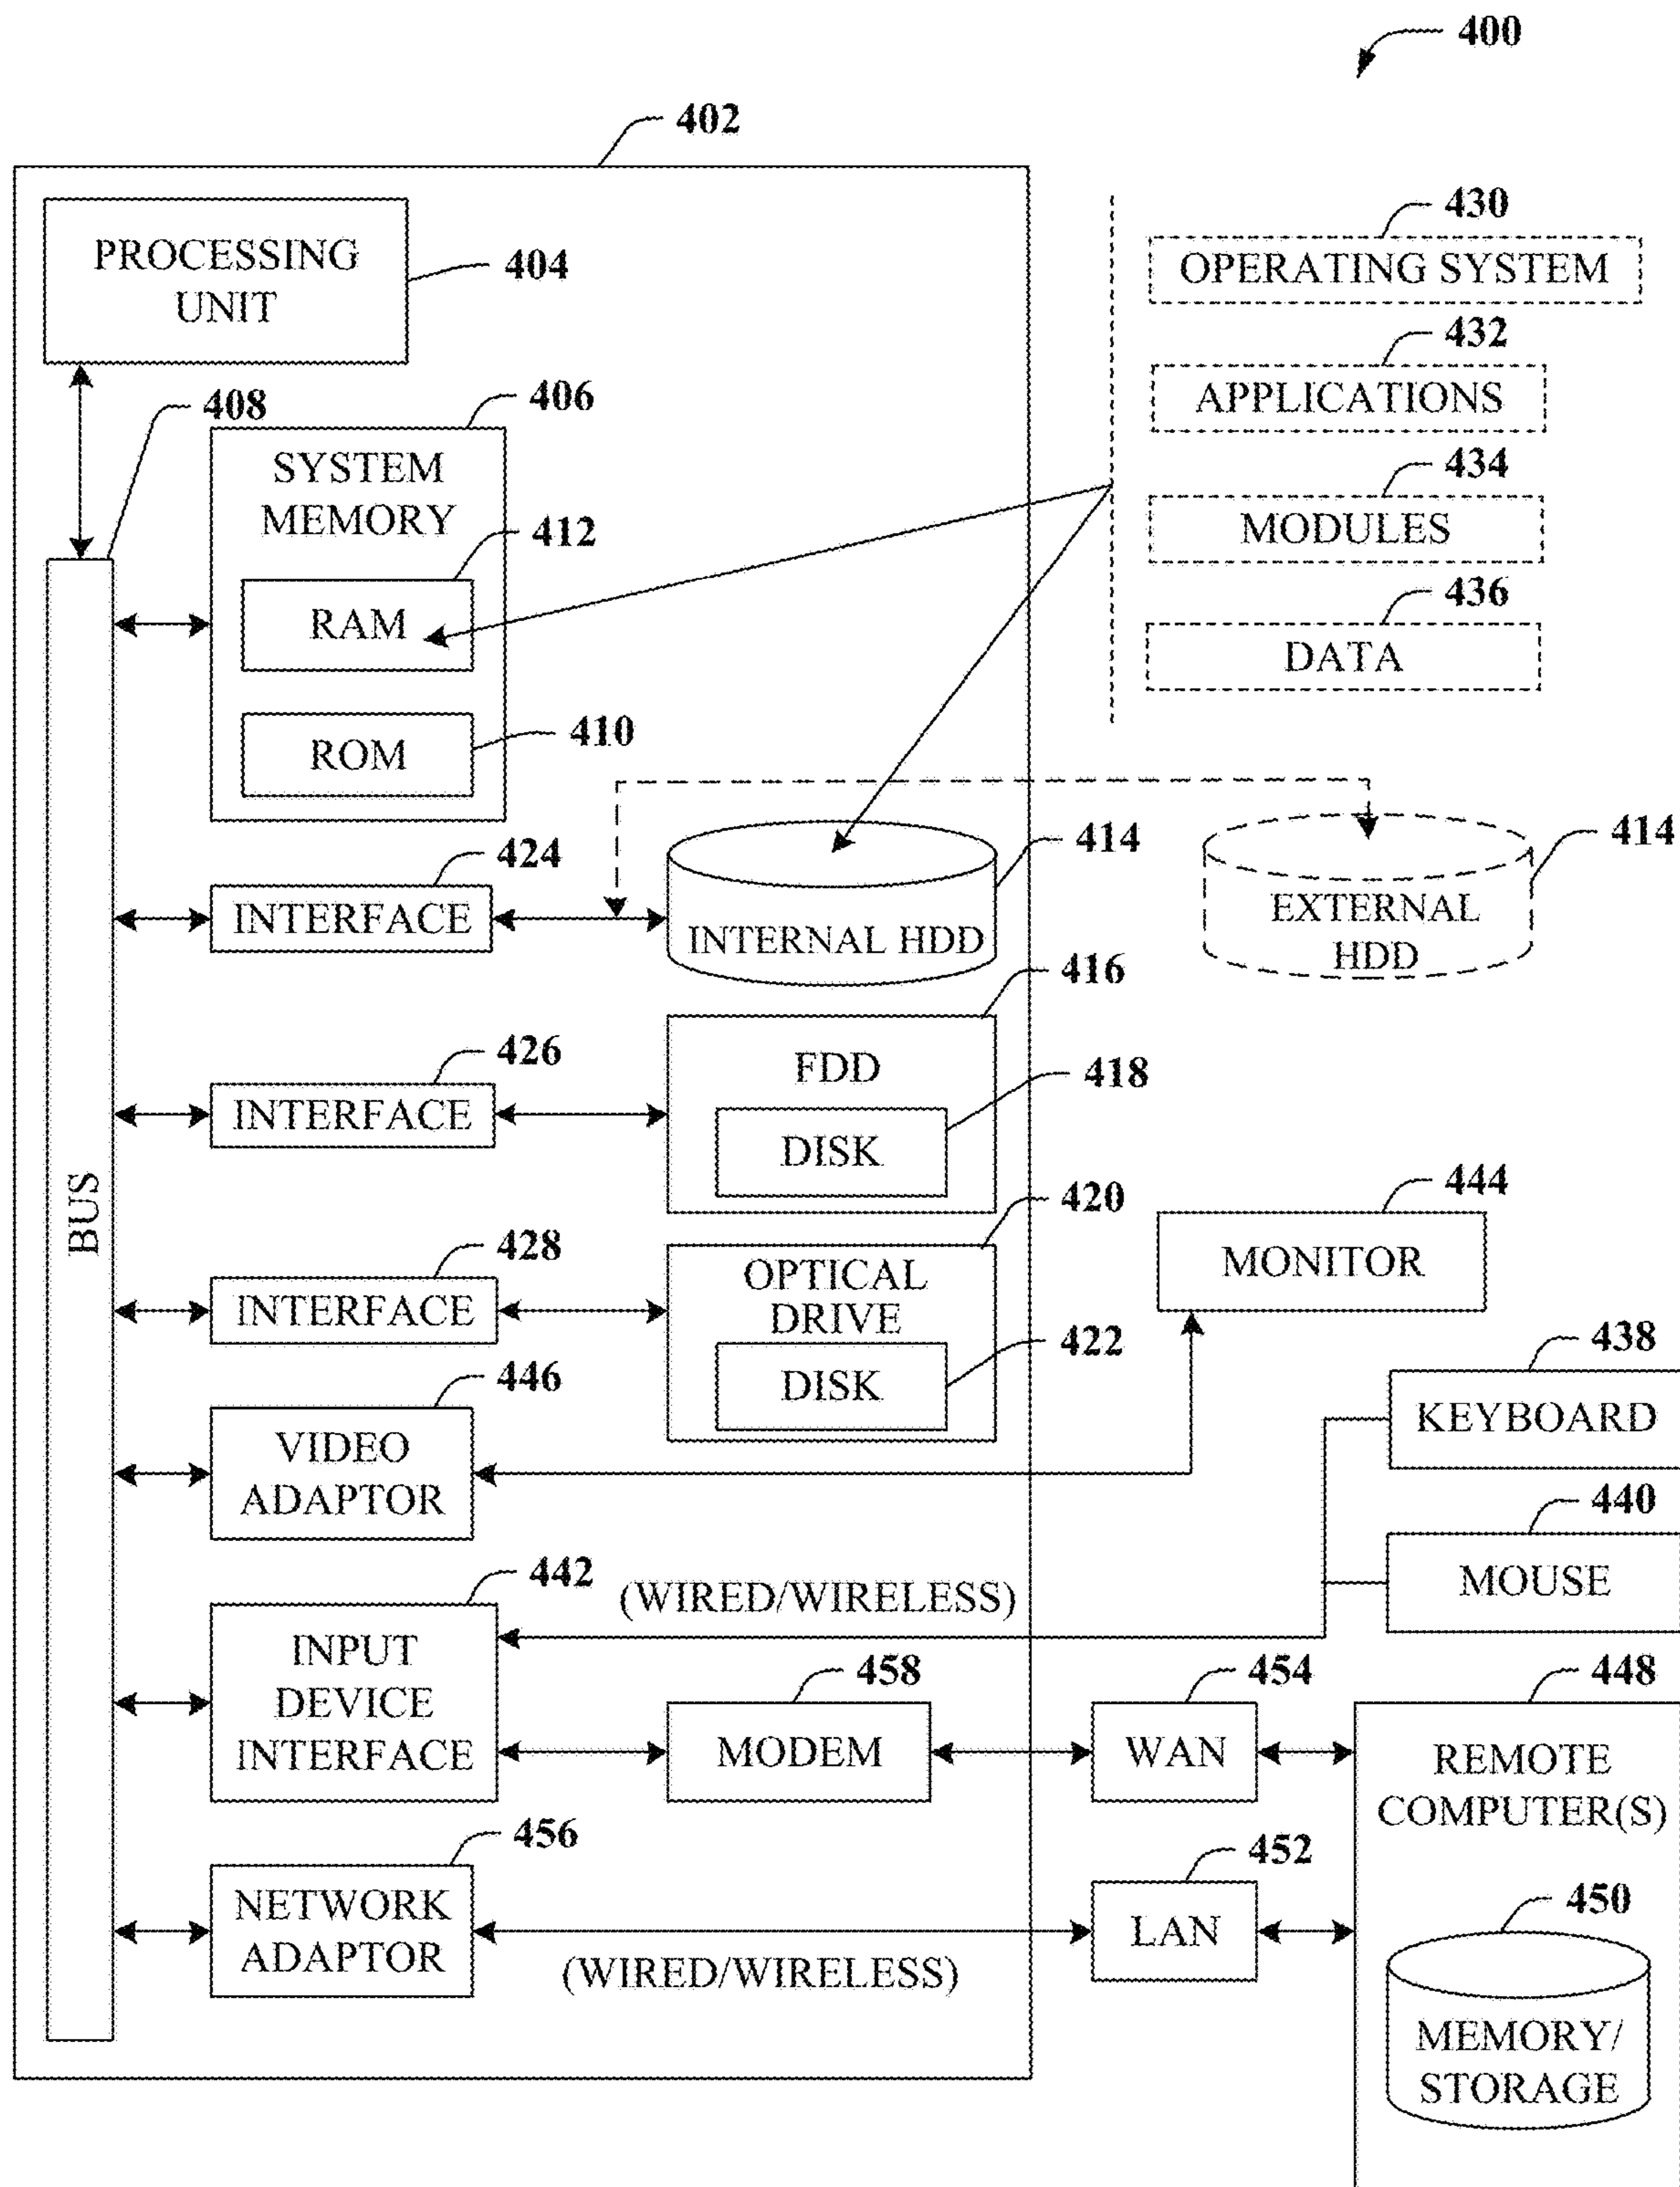 400
402
PROCESSING
UNIT
404
430
OPERATING SYSTEM
432
APPLICATIONS
434
MODULES
436
DATA
408
406
SYSTEM
MEMORY
412
RAM
410
ROM
424
INTERFACE
414
INTERNAL HDD
414
EXTERNAL
HDD
426
INTERFACE
416
FDD
418
DISK
BUS
428
INTERFACE
420
OPTICAL
DRIVE
422
DISK
444
MONITOR
446
VIDEO
ADAPTOR
438
KEYBOARD
440
MOUSE
442
INPUT
DEVICE
INTERFACE
(WIRED/WIRELESS)
458
MODEM
454
WAN
448
REMOTE
COMPUTER(S)
456
NETWORK
ADAPTOR
(WIRED/WIRELESS)
452
LAN
450
MEMORY/
STORAGE